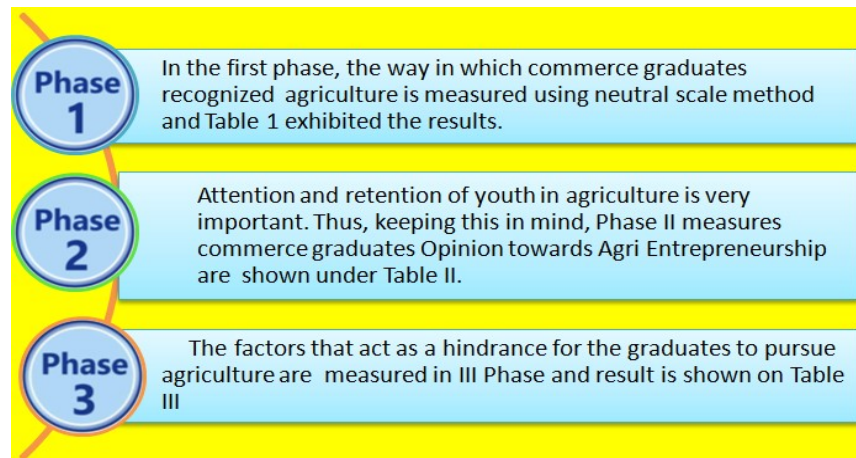 Phase
1
In the first phase, the way in which commerce graduates
recognized agriculture is measured using neutral scale method
and Table 1 exhibited the results.
Phase
2
Attention and retention of youth in agriculture is very
important. Thus, keeping this in mind, Phase II measures
commerce graduates Opinion towards Agri Entrepreneurship
are shown under Table II.
Phase
3
The factors that act as a hindrance for the graduates to pursue
agriculture are measured in III Phase and result is shown on Table
III